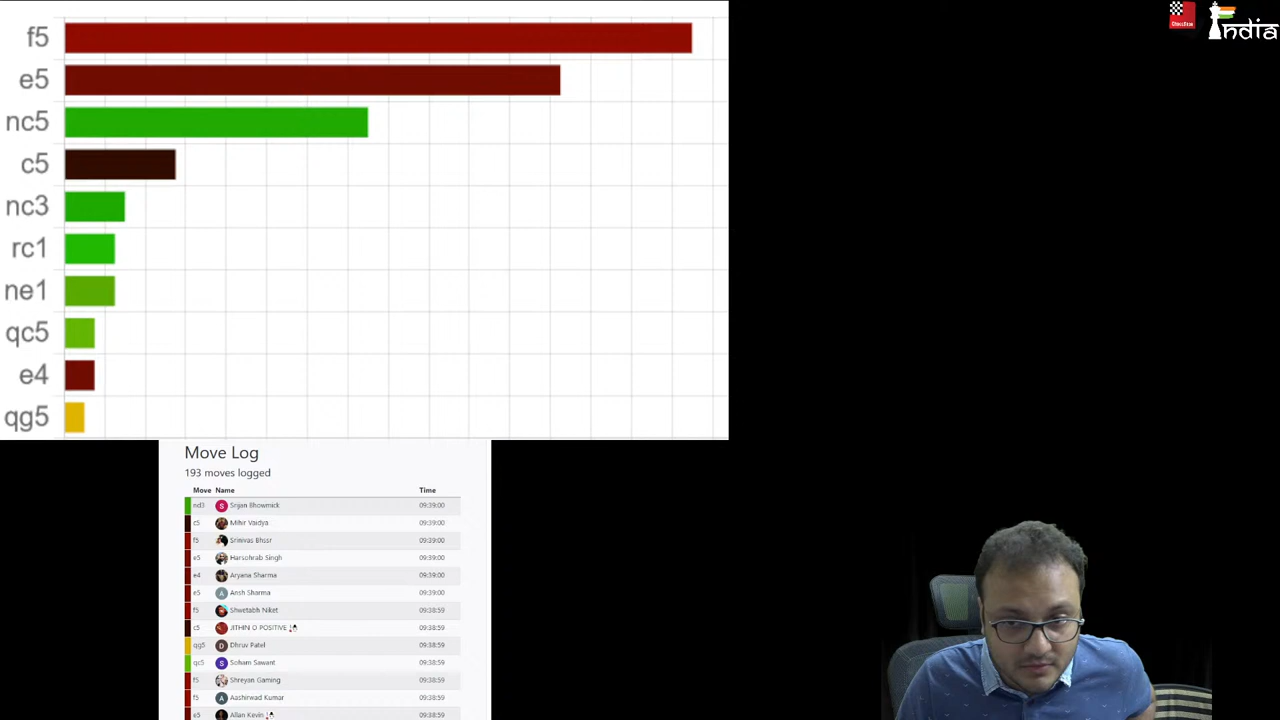 f5
e5
nc5
c5
nc3
rc1
ne1
qc5
e4
qg5
ChessBase
India
Move Log
193 moves logged
Move Name Time
nd3 S Srijan Bhowmick 09:39:00
c5 Mihir Vaidya 09:39:00
f5 Srinivas Bhssr 09:39:00
e5 Harsohrab Singh 09:39:00
e4 Aryana Sharma 09:39:00
e5 A Ansh Sharma 09:39:00
f5 Shwetabh Niket 09:38:59
c5 JITHIN O POSITIVE 09:38:59
qg5 D Dhruv Patel 09:38:59
qc5 S Soham Sawant 09:38:59
f5 Shreyan Gaming 09:38:59
f5 A Aashirwad Kumar 09:38:59
e5 Allan Kevin 09:38:59